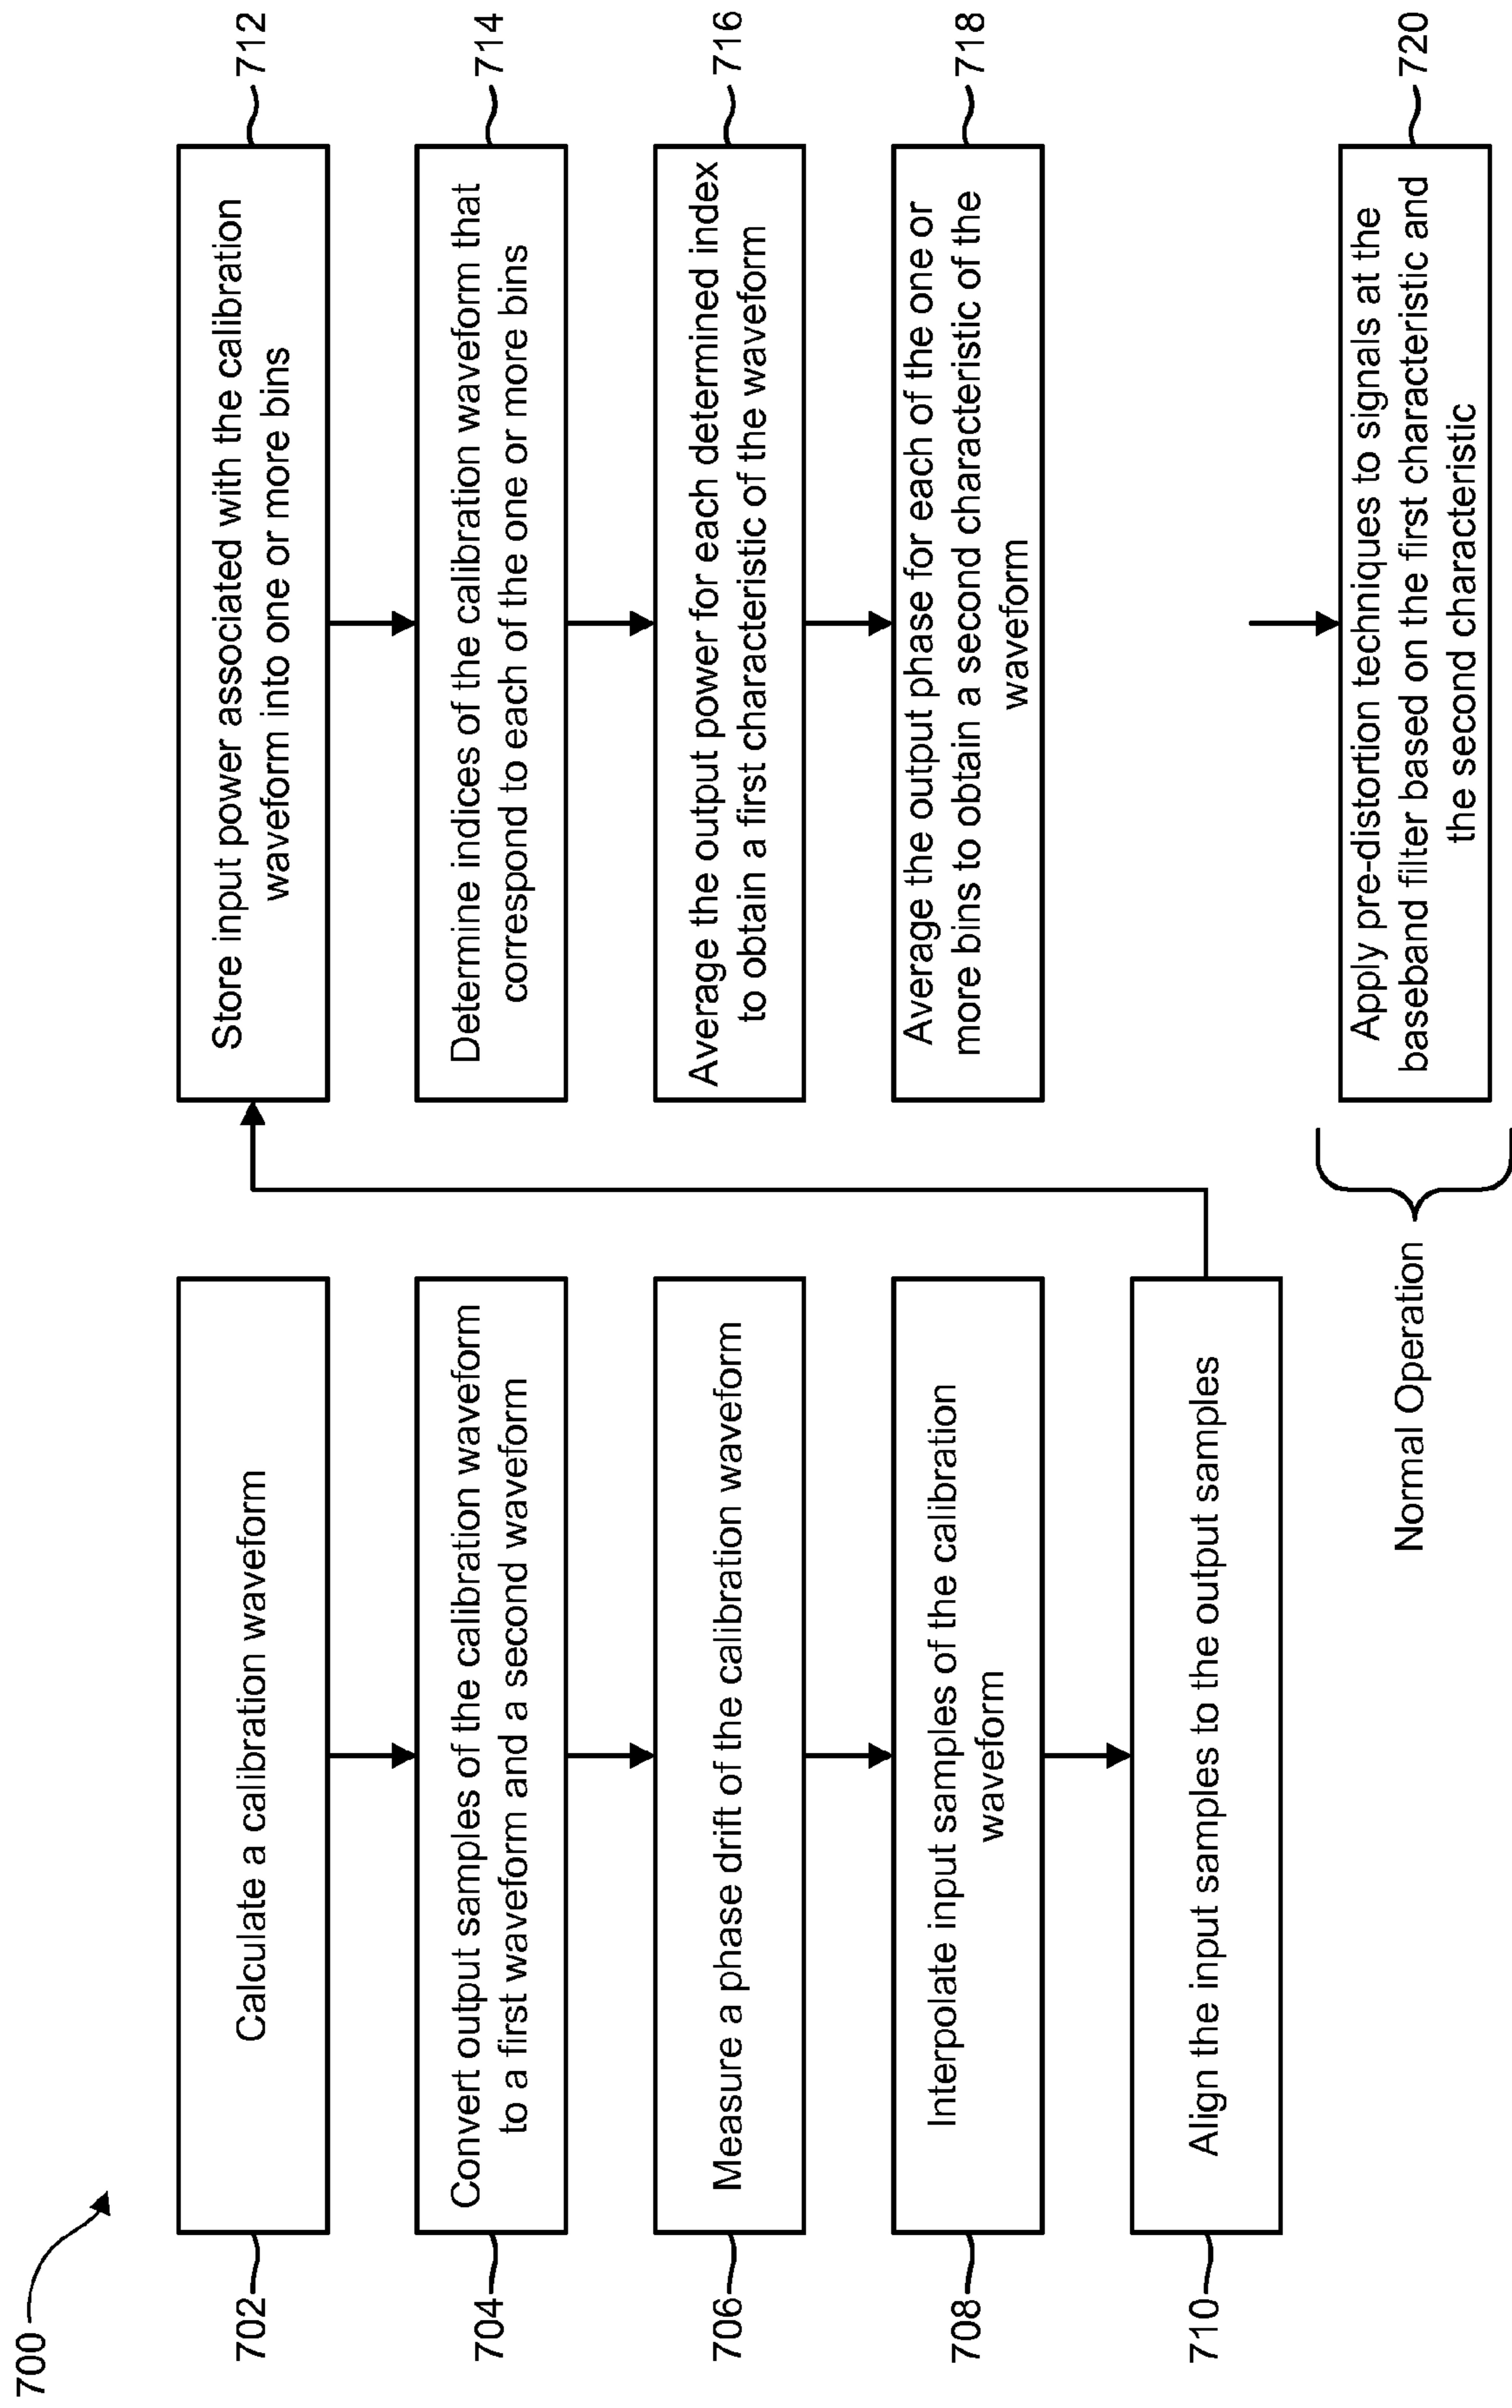 700
702
Calculate a calibration waveform
704
Convert output samples of the calibration waveform
to a first waveform and a second waveform
706
Measure a phase drift of the calibration waveform
708
Interpolate input samples of the calibration
waveform
710
Align the input samples to the output samples
Store input power associated with the calibration
waveform into one or more bins
712
Determine indices of the calibration waveform that
correspond to each of the one or more bins
714
Average the output power for each determined index
to obtain a first characteristic of the waveform
716
Average the output phase for each of the one or
more bins to obtain a second characteristic of the
waveform
718
Normal Operation
Apply pre-distortion techniques to signals at the
baseband filter based on the first characteristic and
the second characteristic
720